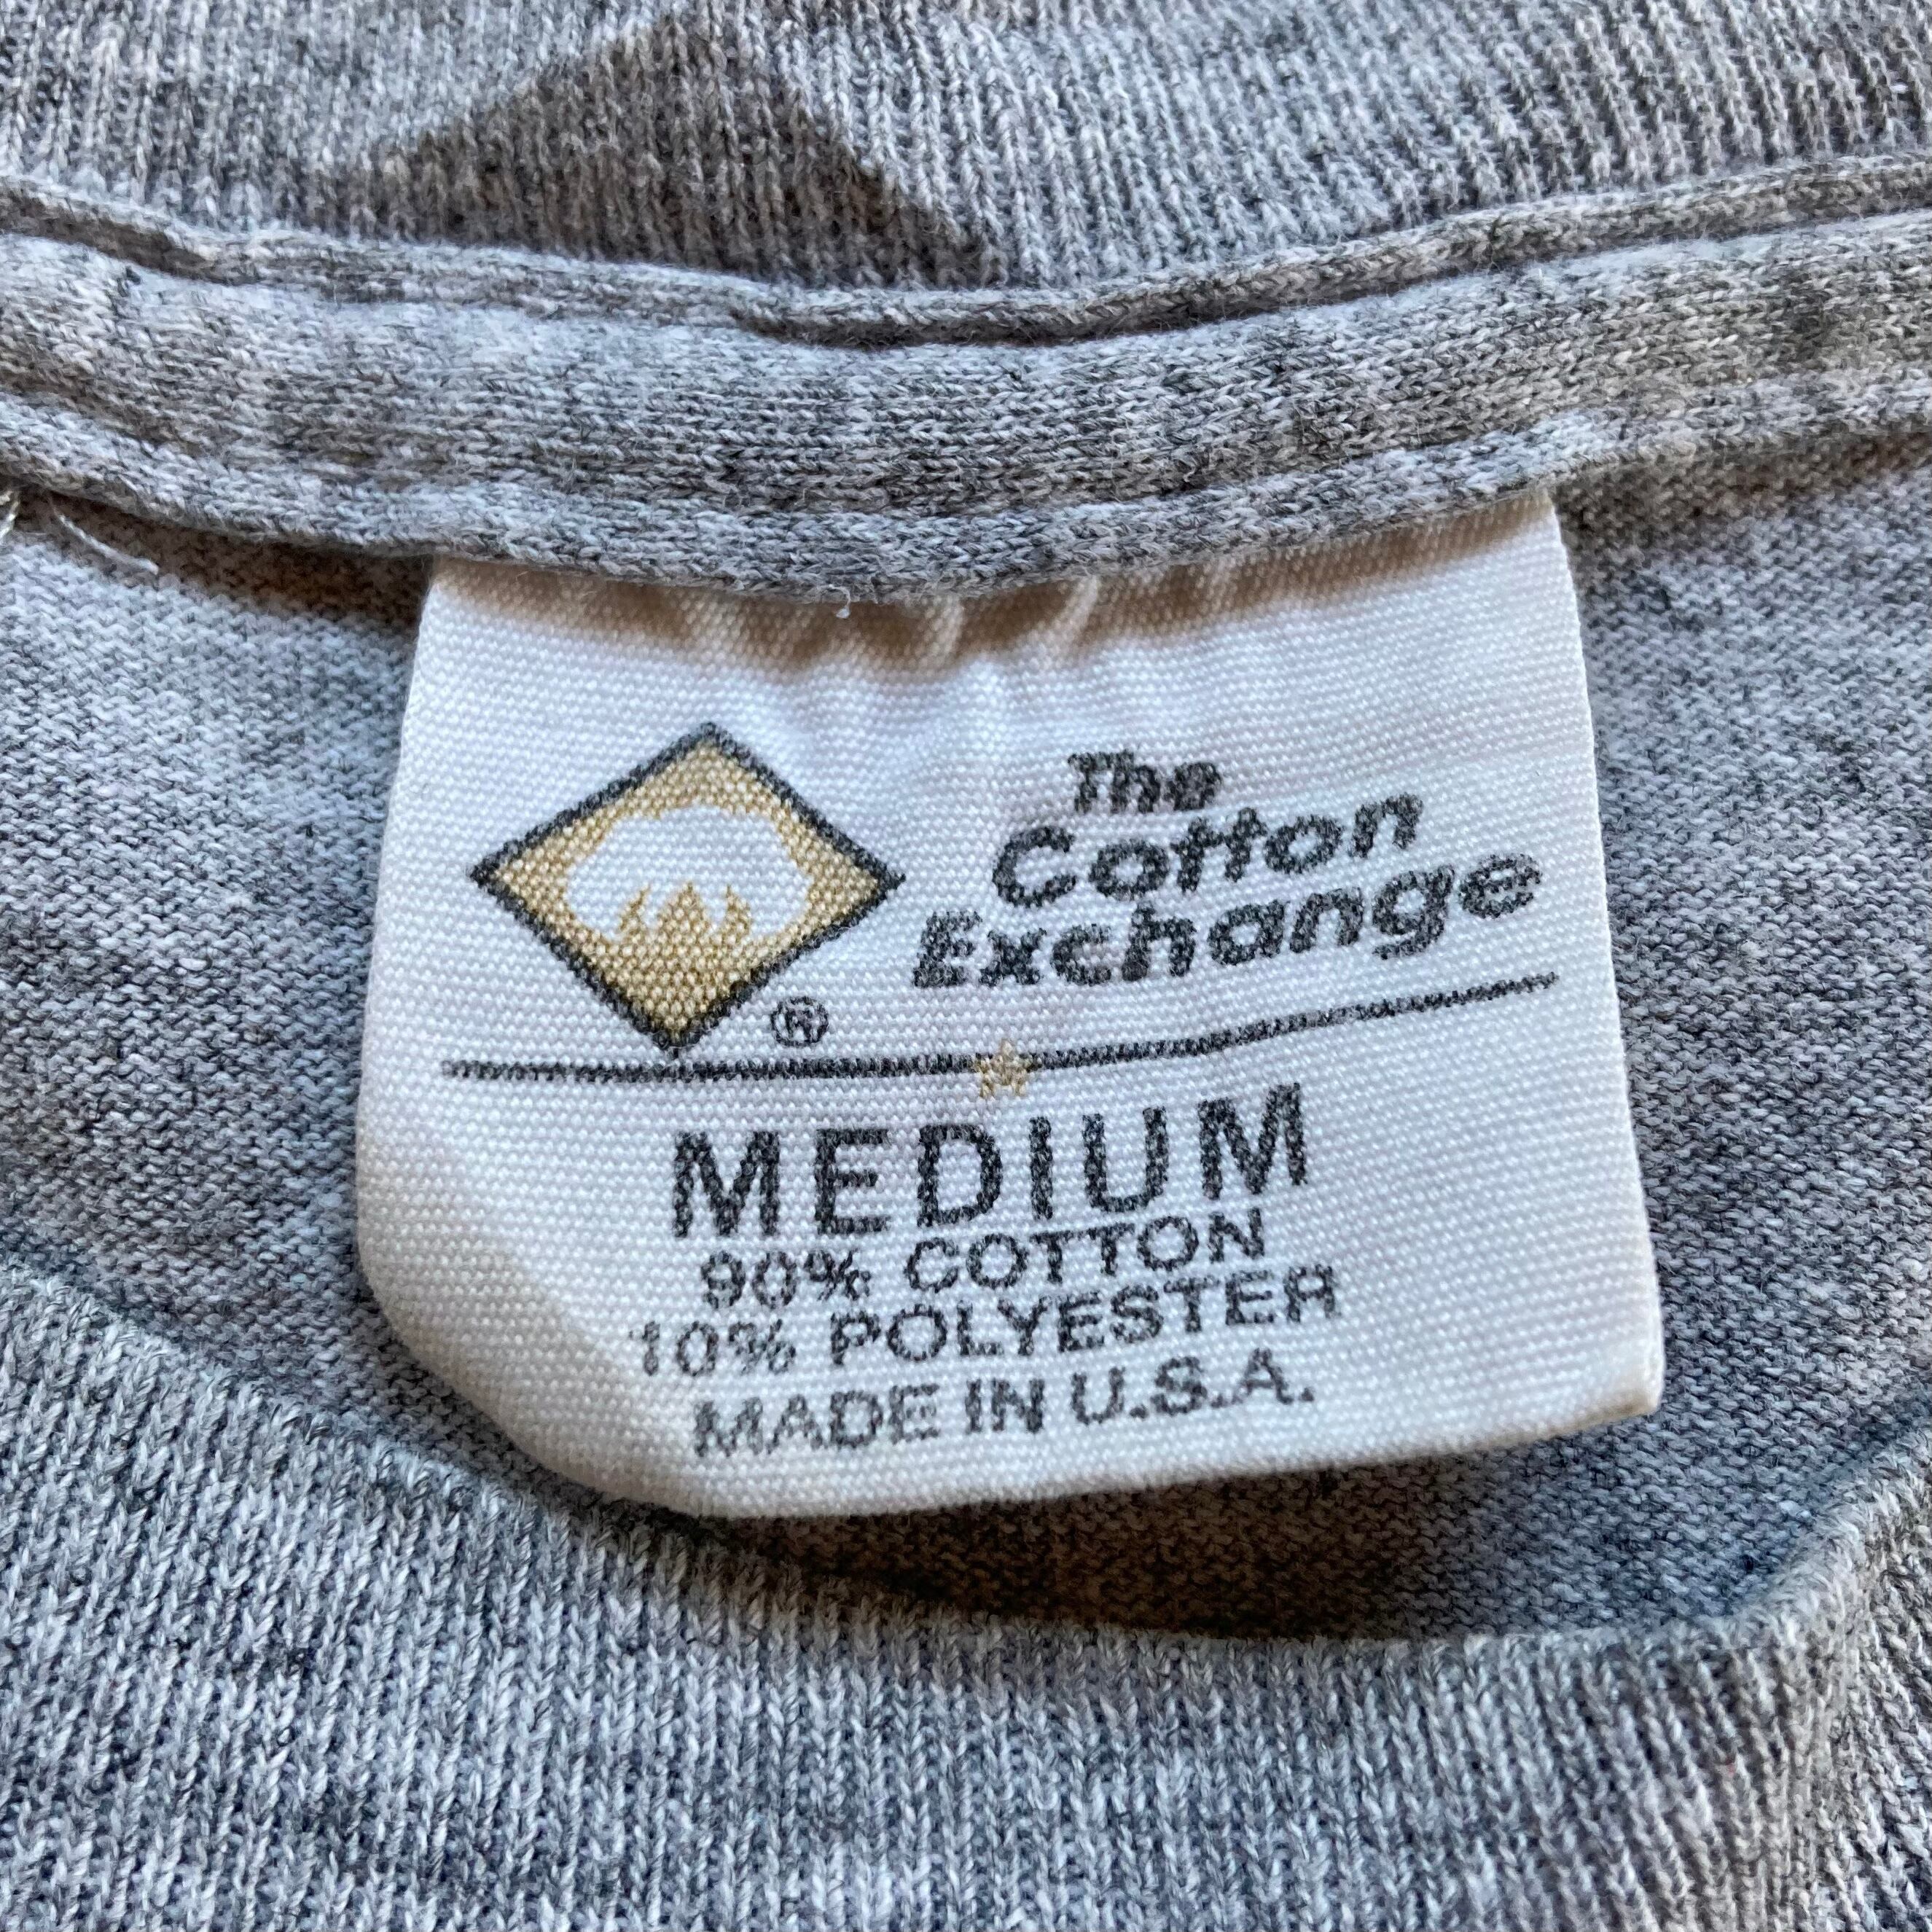 The
Cotton
Exchange
®
MEDIUM
90% COTTON
10% POLYESTER
MADE IN U.S.A.